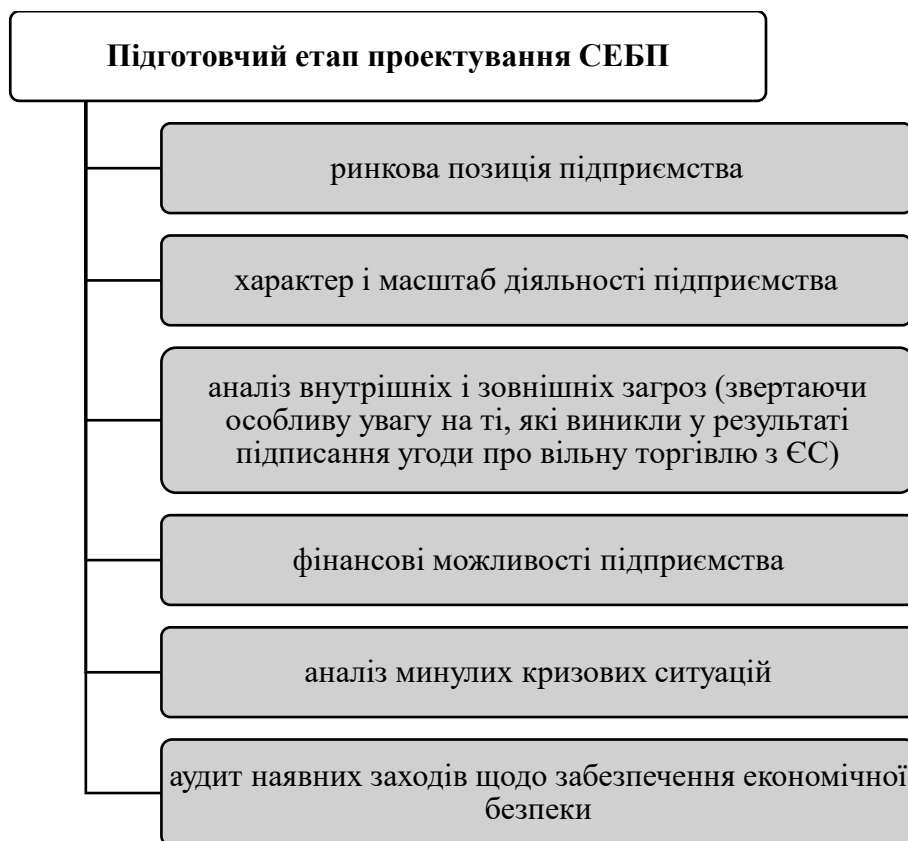 Підготовчий етап проектування СЕБП
ринкова позиція підприємства
характер і масштаб діяльності підприємства
аналіз внутрішніх і зовнішніх загроз (звертаючи
особливу увагу на ті, які виникли у результаті
підписання угоди про вільну торгівлю з ЄС)
фінансові можливості підприємства
аналіз минулих кризових ситуацій
аудит наявних заходів щодо забезпечення економічної
безпеки